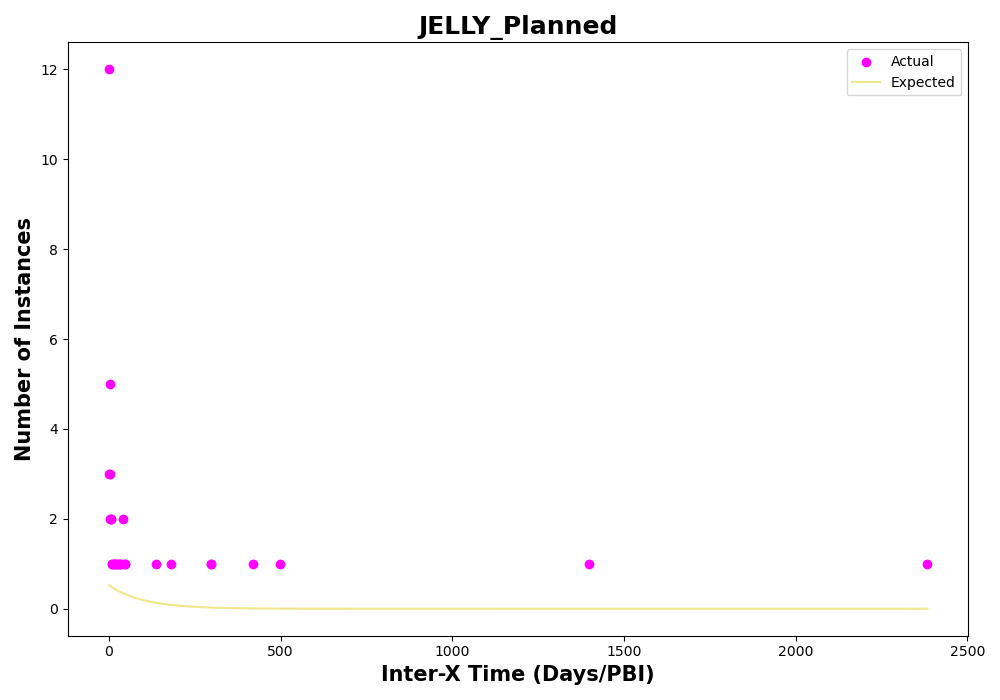 JELLY_Planned
Actual
Expected
Number of Instances
12
10
8
6
4
2
0
0
500
1000
1500
2000
2500
Inter-X Time (Days/PBI)